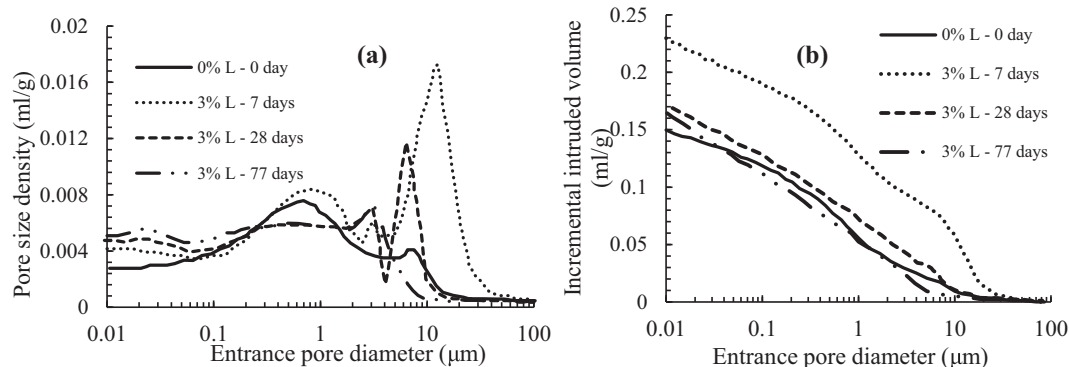 0.02
0.016
0.012
0.008
0.004
0
Pore size density (ml/g)
(a)
0% L - 0 day
3% L - 7 days
3% L - 28 days
3% L - 77 days
0.01 0.1 1 10 100
Entrance pore diameter (μm)
0.25
0.2
0.15
0.1
0.05
0
Incremental intruded volume
(ml/g)
(b)
0% L - 0 day
3% L - 7 days
3% L - 28 days
3% L - 77 days
0.01 0.1 1 10 100
Entrance pore diameter (μm)